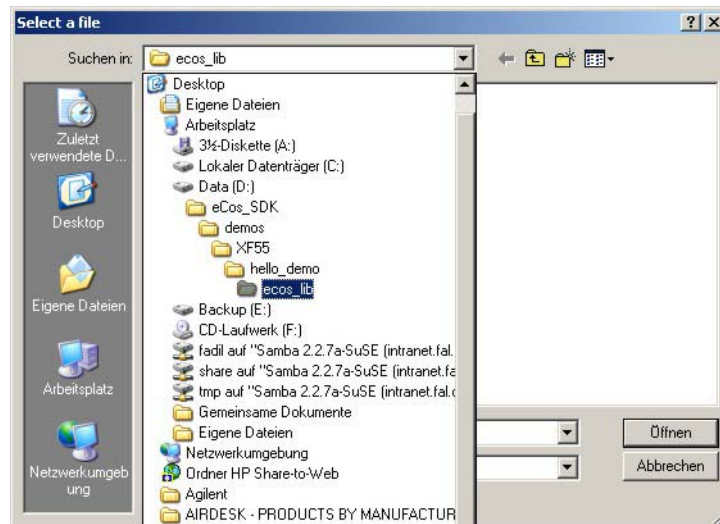 Select a file
Suchen in:
ecos_lib
Desktop
Eigene Dateien
Arbeitsplatz
3½-Diskette (A:)
Lokaler Datenträger (C:)
Data (D:)
eCos_SDK
demos
XF55
hello_demo
ecos_lib
Backup (E:)
CD-Laufwerk (F:)
fadil auf "Samba 2.2.7a-SuSE (intranet.fal.
share auf "Samba 2.2.7a-SuSE (intranet.fa
tmp auf "Samba 2.2.7a-SuSE (intranet.fal.c
Gemeinsame Dokumente
Eigene Dateien
Netzwerkumgebung
Ordner HP Share-to-Web
Agilent
AIRDESK - PRODUCTS BY MANUFACTUR
Zuletzt
verwendete D...
Desktop
Eigene Dateien
Arbeitsplatz
Netzwerkumgeb
ung
Öffnen
Abbrechen